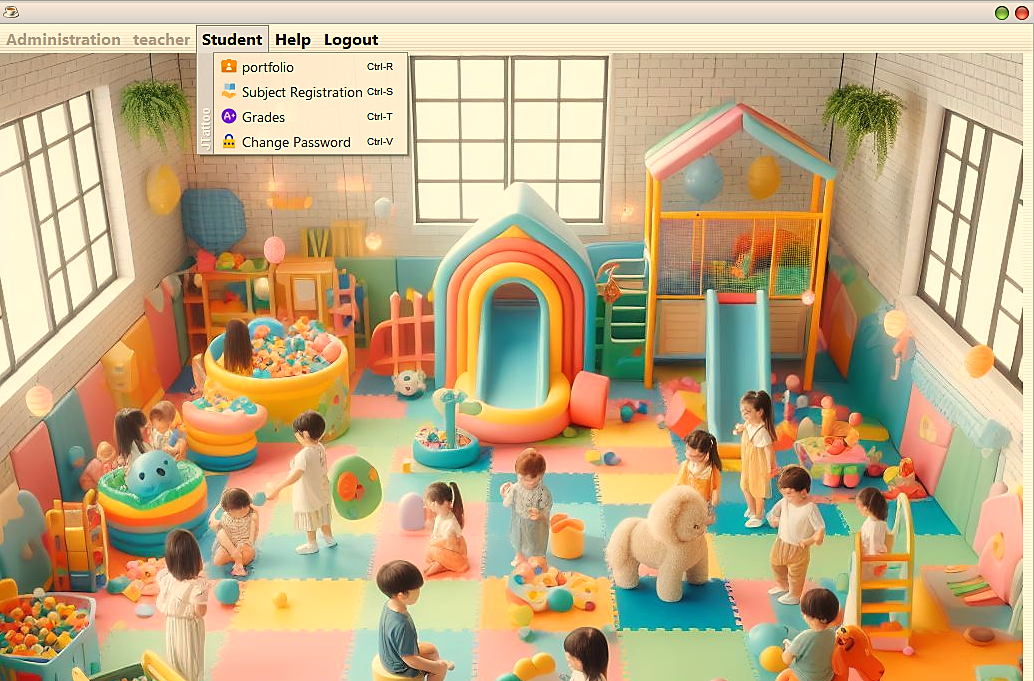 Administration teacher Student Help Logout
portfolio Ctrl-R
Subject Registration Ctrl-S
A+ Grades Ctrl-T
Change Password Ctrl-V
JTattoo